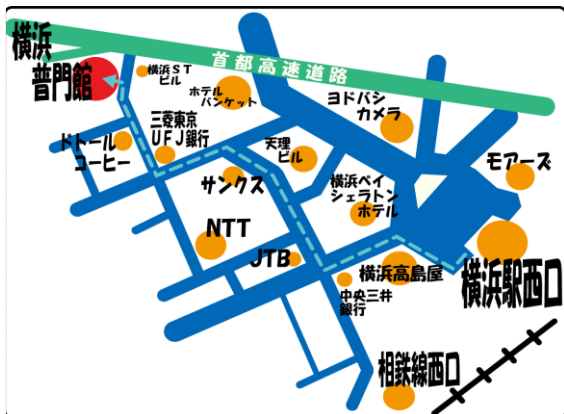 横浜
普門館
首都高速道路
横浜ST
ビル
ホテル
バンケット
ヨドバシ
カメラ
ドトール
コーヒー
三菱東京
UFJ銀行
天理
ビル
サンクス
横浜ベイ
シェラトン
ホテル
モアーズ
NTT
JTB
横浜高島屋
横浜駅西口
中央三井
銀行
相鉄線西口